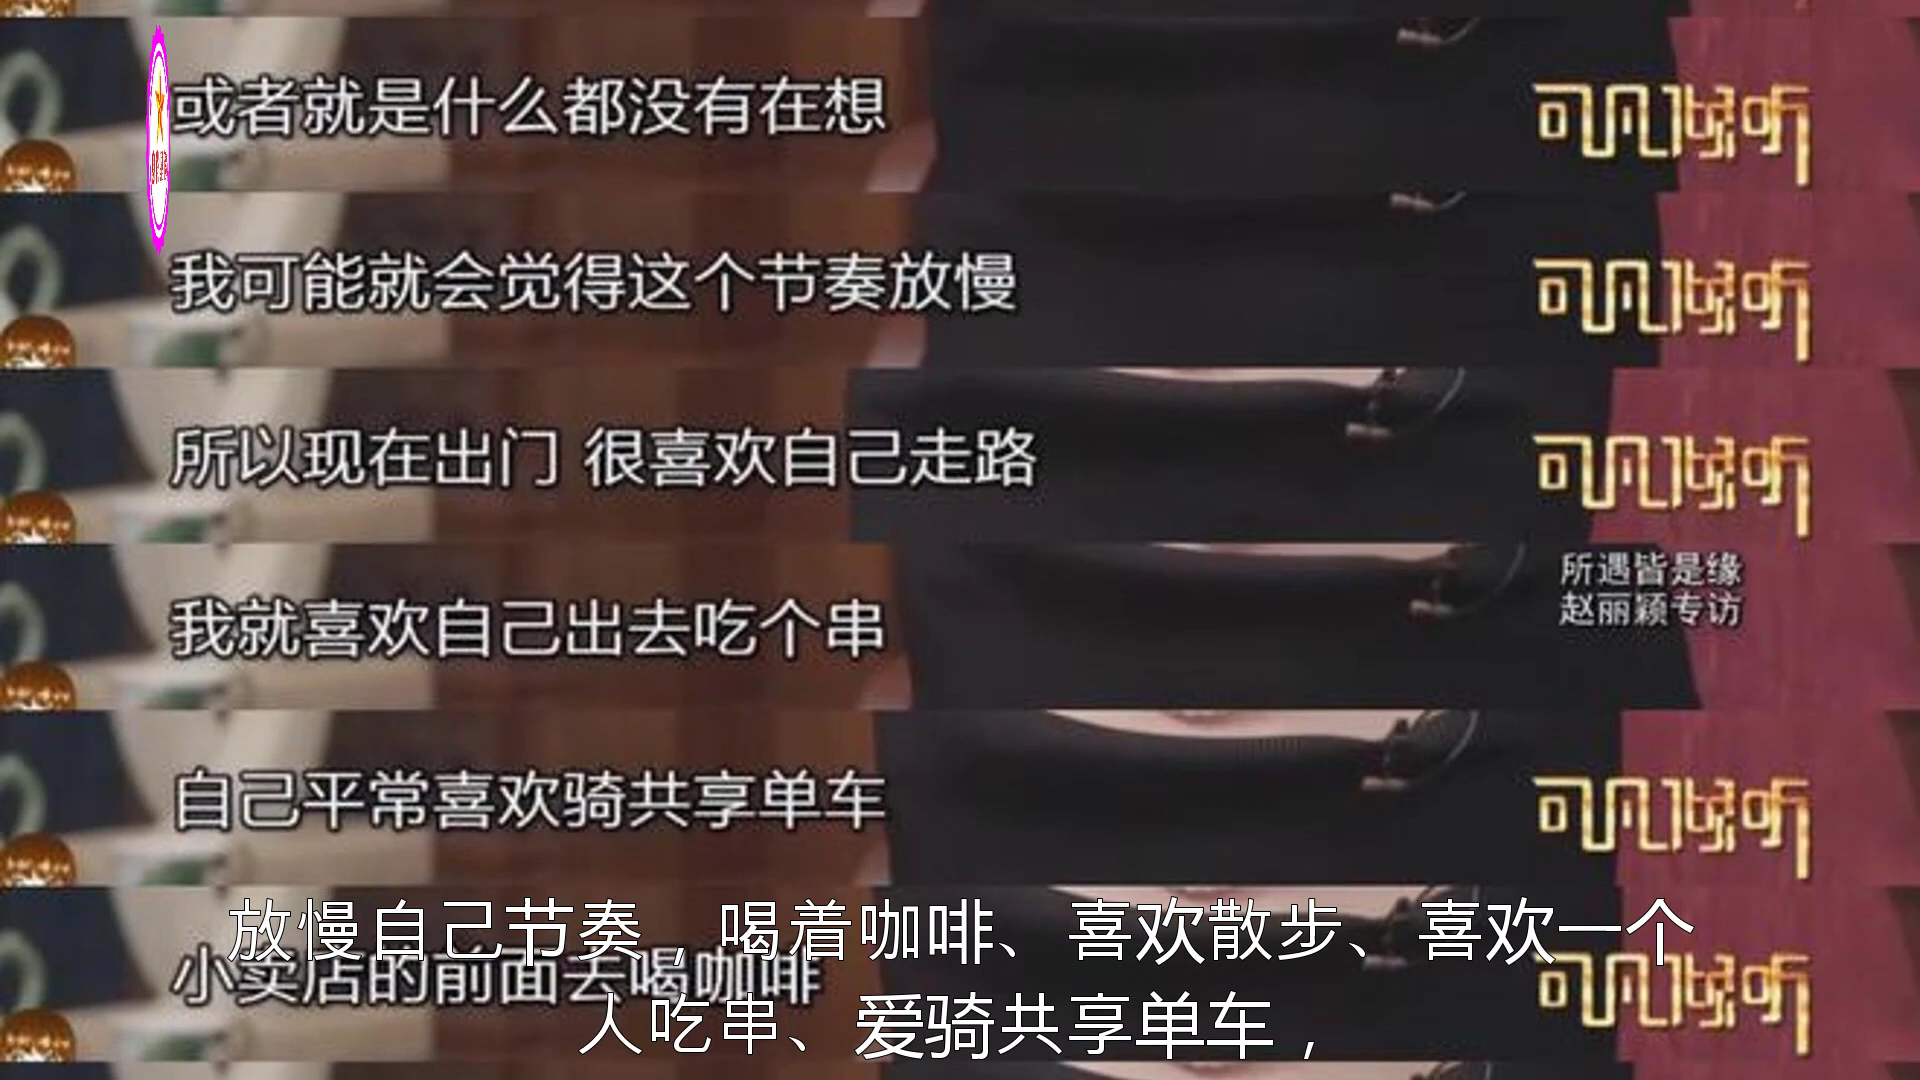 或者就是什么都没有在想
可凡倾听
我可能就会觉得这个节奏放慢
可凡倾听
所以现在出门 很喜欢自己走路
可凡倾听
所遇皆是缘
赵丽颖专访
我就喜欢自己出去吃个串
自己平常喜欢骑共享单车
可凡倾听
小卖店的前面去喝咖啡
可凡倾听
放慢自己节奏，喝着咖啡、喜欢散步、喜欢一个
人吃串、爱骑共享单车，